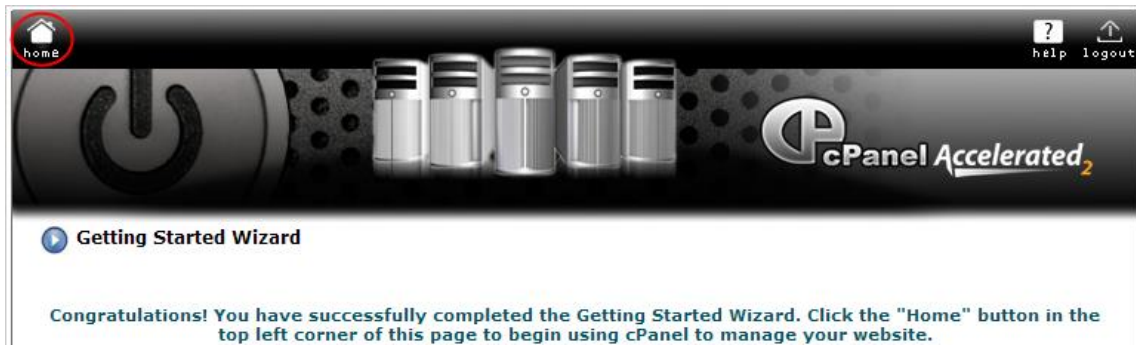 home
help logout
cPanel Accelerated2
Getting Started Wizard
Congratulations! You have successfully completed the Getting Started Wizard. Click the "Home" button in the
top left corner of this page to begin using cPanel to manage your website.